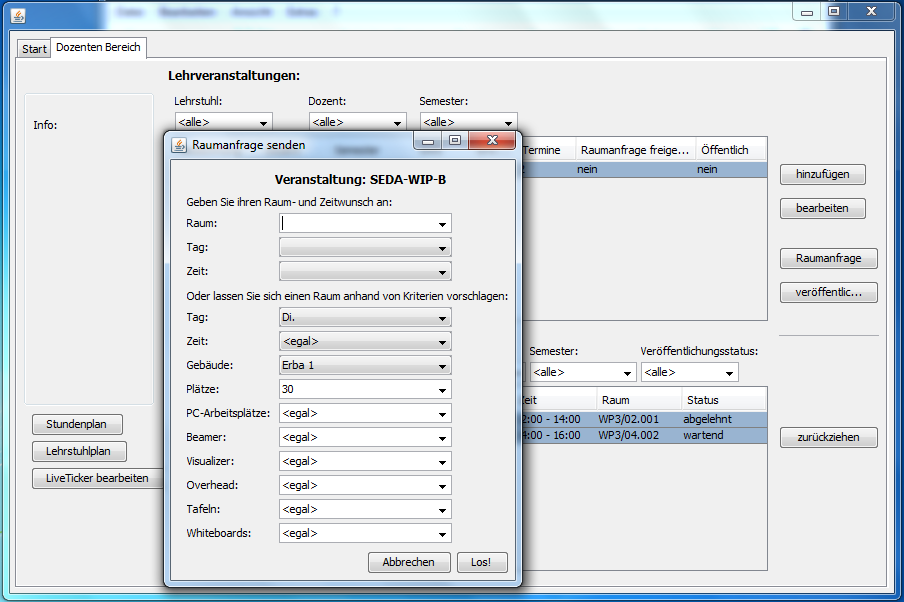 Start Dozenten Bereich
Lehrveranstaltungen:
Info:
Lehrstuhl: Dozent: Semester:
<alle> <alle> <alle>
Termine Raumanfrage freige... Öffentlich
nein nein
hinzufügen
bearbeiten
Raumanfrage
veröffentlic...
Semester: Veröffentlichungsstatus:
<alle> <alle>
Raum Status
14:00 WP3/02.001 abgelehnt
16:00 WP3/04.002 wartend
zurückziehen
Stundenplan
Lehrstuhlplan
LiveTicker bearbeiten
Raumanfrage senden
Veranstaltung: SEDA-WIP-B
Geben Sie ihren Raum- und Zeitwunsch an:
Raum:
Tag:
Zeit:
Oder lassen Sie sich einen Raum anhand von Kriterien vorschlagen:
Tag: Di.
Zeit: <egal>
Gebäude: Erba 1
Plätze: 30
PC-Arbeitsplätze: <egal>
Beamer: <egal>
Visualizer: <egal>
Overhead: <egal>
Tafeln: <egal>
Whiteboards: <egal>
Abbrechen Los!